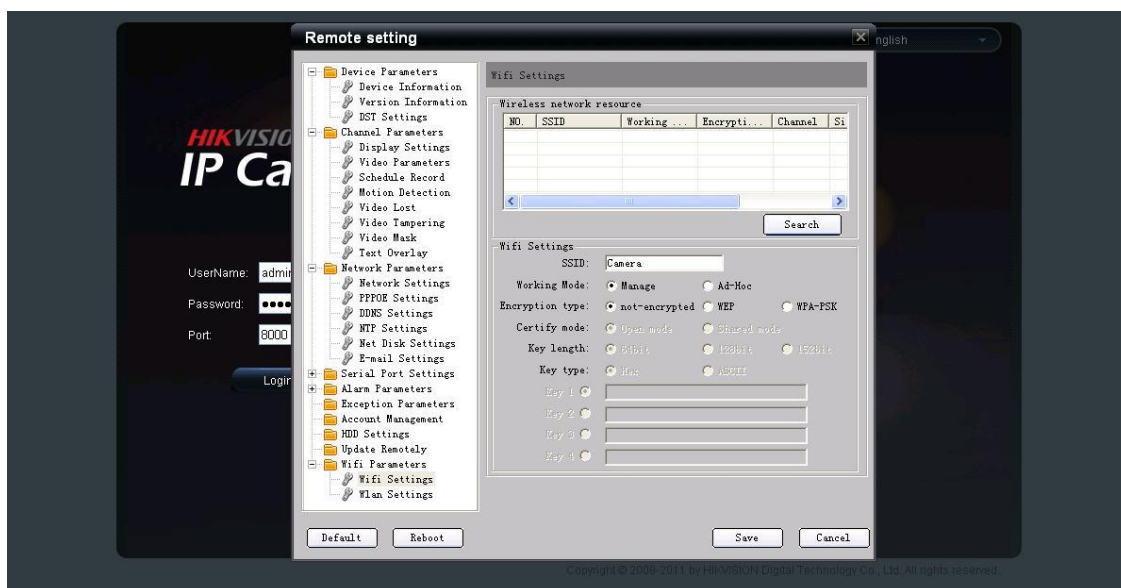 Remote setting
nglish
HIKVISIO
IP Ca
UserName: admin
Password:
Port: 8000
Login
Device Parameters
Device Information
Version Information
DST Settings
Channel Parameters
Display Settings
Video Parameters
Schedule Record
Motion Detection
Video Lost
Video Tampering
Video Mask
Text Overlay
Network Parameters
Network Settings
PPPOE Settings
DDNS Settings
NTP Settings
Net Disk Settings
E-mail Settings
Serial Port Settings
Alarm Parameters
Exception Parameters
Account Management
HDD Settings
Update Remotely
Wifi Parameters
Wifi Settings
Wlan Settings
Wifi Settings
Wireless network resource
NO. SSID Working ... Encrypti... Channel Si
Search
Wifi Settings
SSID: Camera
Working Mode: Manage Ad-Hoc
Encryption type: not-encrypted WEP WPA-PSK
Certify mode: Open mode Shared mode
Key length: 64bit 128bit 152bit
Key type: Hex ASCII
Key 1
Key 2
Key 3
Key 4
Default Reboot Save Cancel
Copyright © 2008-2011 by HIKVISION Digital Technology Co., Ltd. All rights reserved.